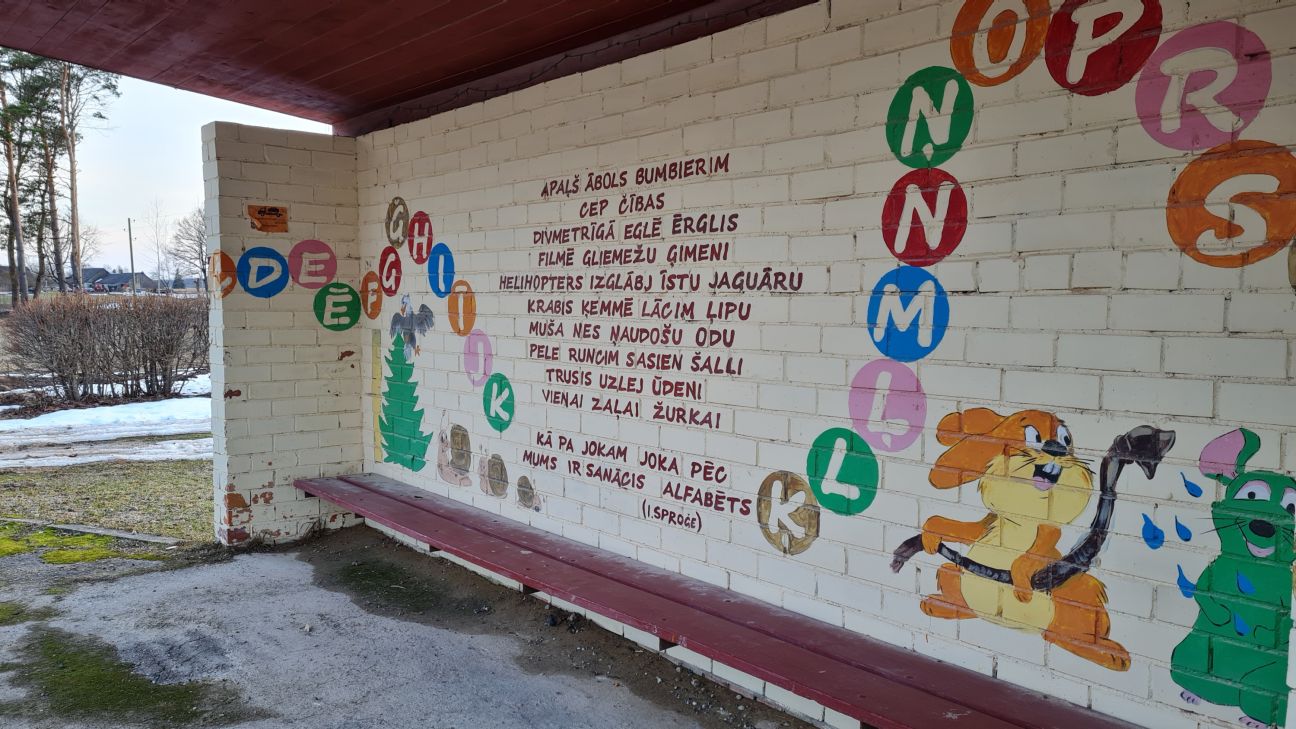 APAĻŠ ĀBOLS BUMBIERIM
CEP ČĪBAS
DIVMETRĪGĀ EGLĒ ĒRGLIS
FILMĒ GLIEMEŽU ĢIMENI
HELIHOPTERS IZGLĀBJ ĪSTU JAGUĀRU
KRABIS ĶEMMĒ LĀCIM ĻIPU
MUŠA NES ŅAUDOŠU ODU
PELE RUNCIM SASIEN ŠALLI
TRUSIS UZLEJ ŪDENI
VIENAI ZAĻAI ŽURKAI
KĀ PA JOKAM JOKA PĒC
MUMS IR SANĀCIS ALFABĒTS
(I.SPROĢE)
D E Ē F G Ģ H I Ī J K
Ķ L Ļ M N Ņ O P R S